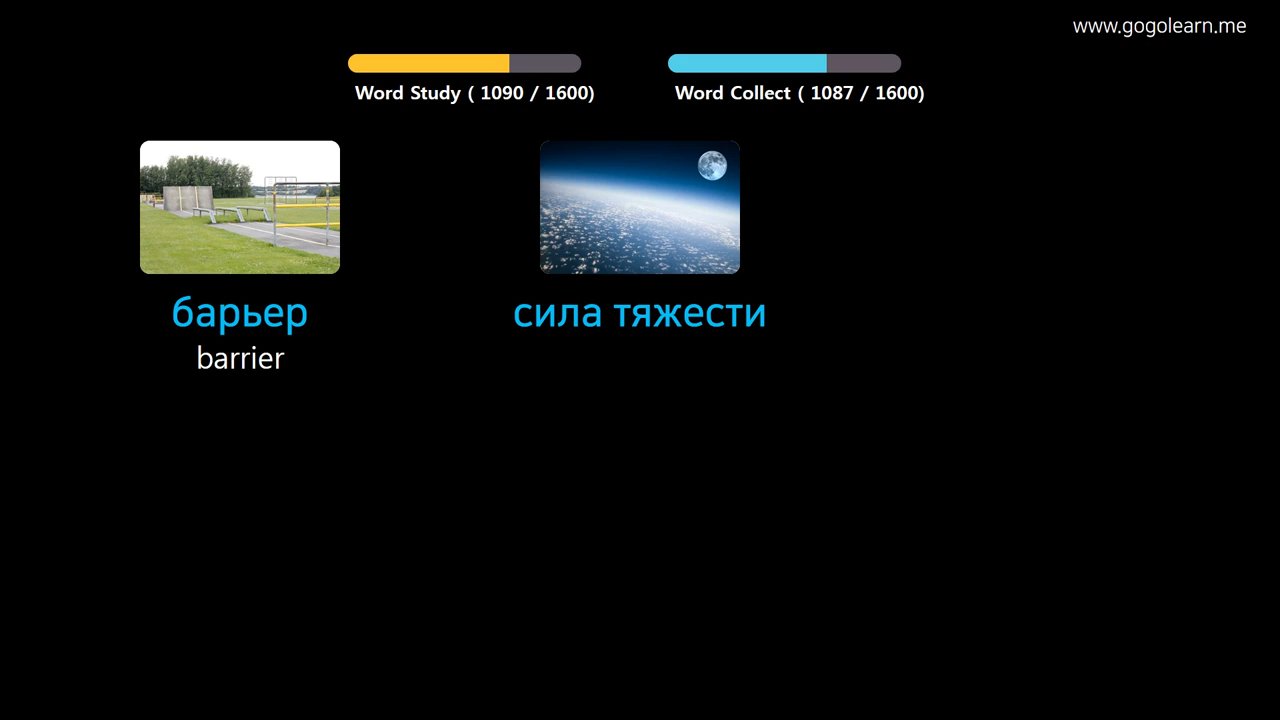 www.gogolearn.me
Word Study ( 1090 / 1600)
Word Collect ( 1087 / 1600)
барьер
barrier
сила тяжести